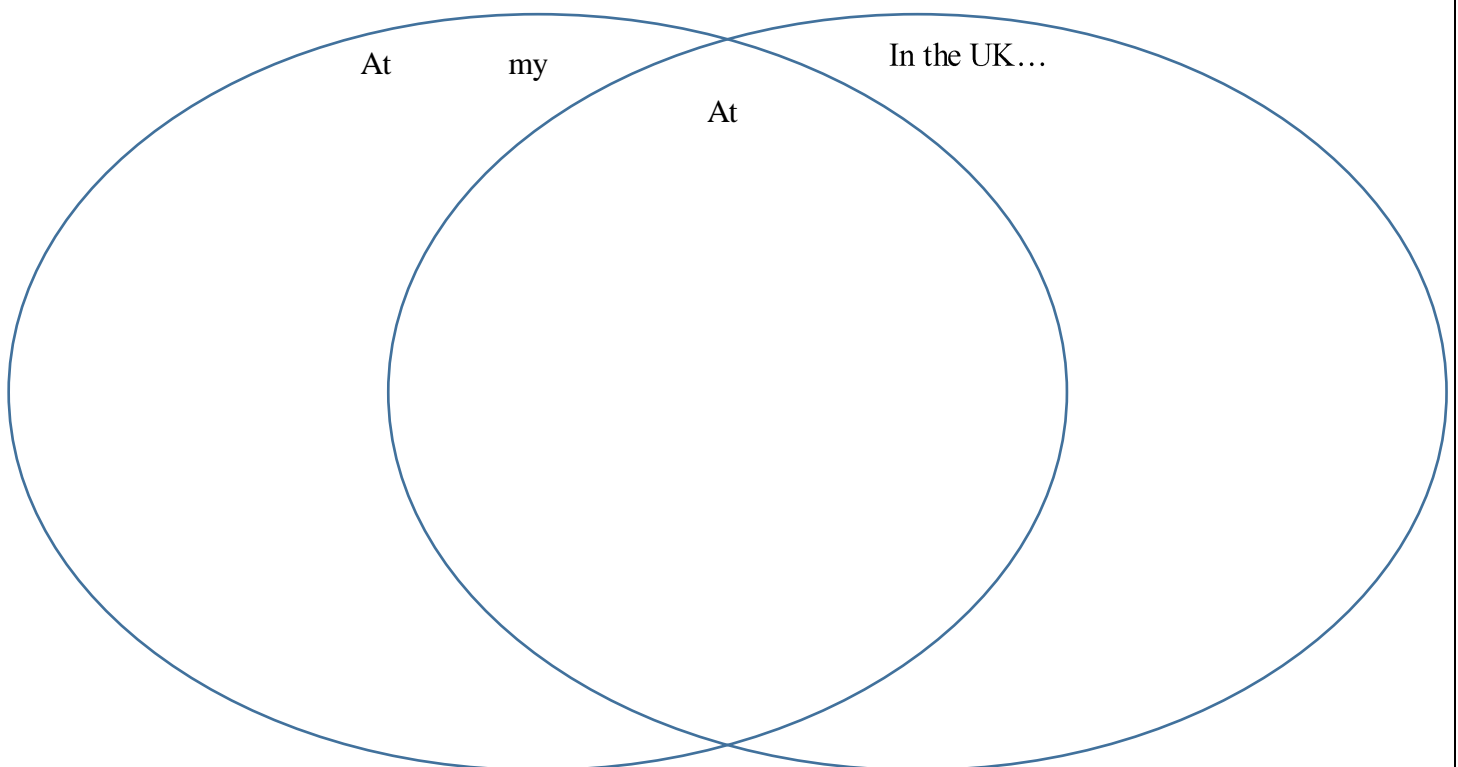 At my
In the UK…
At